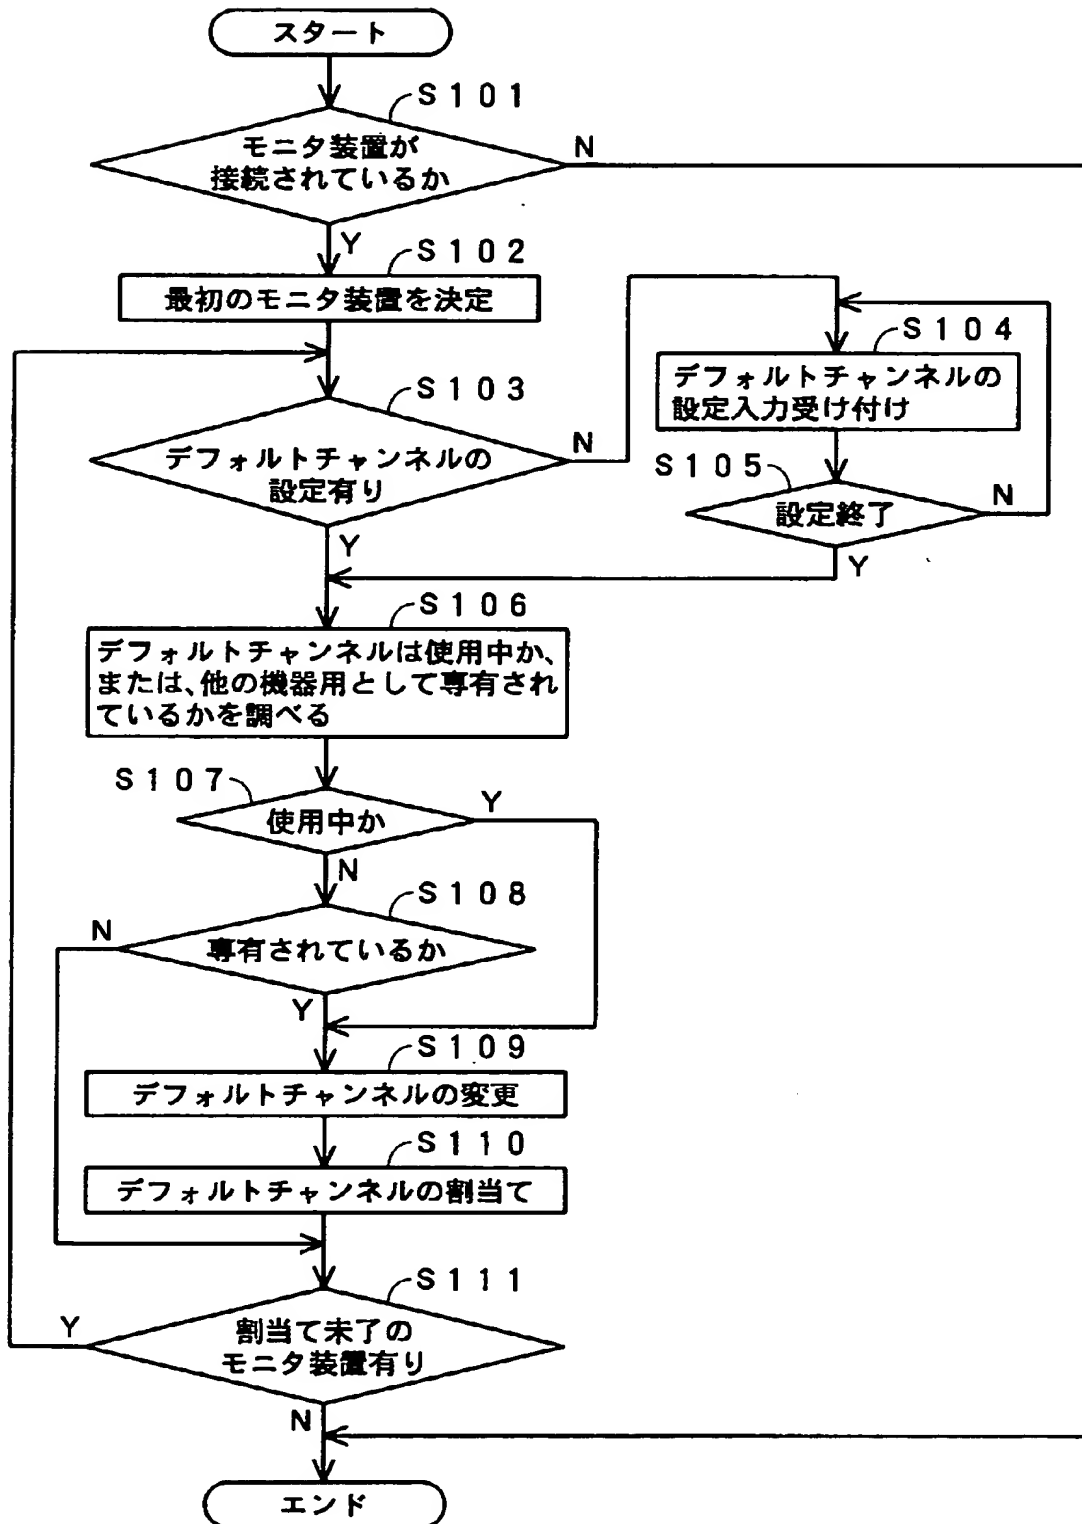 スタート
S101
モニタ装置が
接続されているか
N
Y
S102
最初のモニタ装置を決定
S103
デフォルトチャンネルの
設定有り
N
Y
S104
デフォルトチャンネルの
設定入力受け付け
S105
設定終了
N
Y
S106
デフォルトチャンネルは使用中か、
または、他の機器用として専有され
ているかを調べる
S107
使用中か
Y
N
S108
専有されているか
N
Y
S109
デフォルトチャンネルの変更
S110
デフォルトチャンネルの割当て
S111
割当て未了の
モニタ装置有り
Y
N
エンド